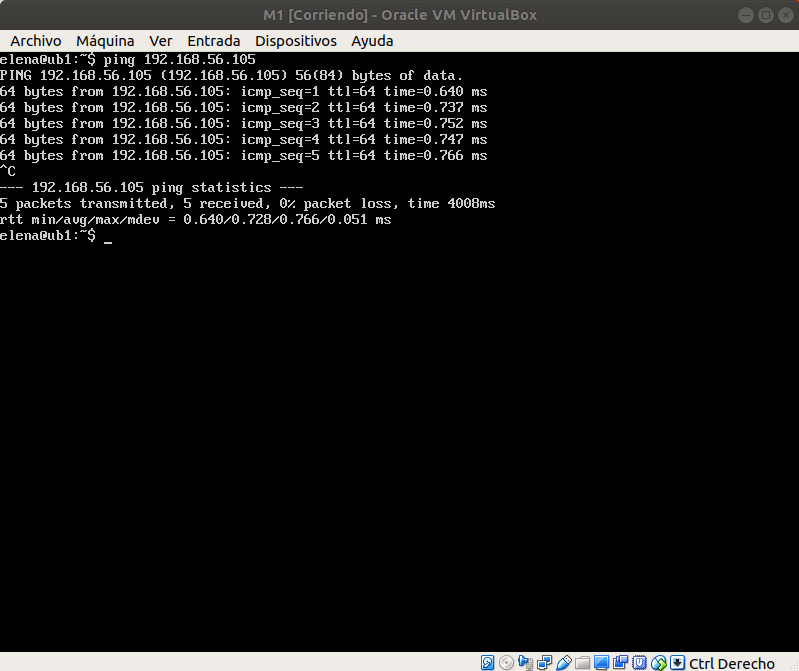 M1 [Corriendo] - Oracle VM VirtualBox
Archivo Máquina Ver Entrada Dispositivos Ayuda
elena@ub1:~$ ping 192.168.56.105
PING 192.168.56.105 (192.168.56.105) 56(84) bytes of data.
64 bytes from 192.168.56.105: icmp_seq=1 ttl=64 time=0.640 ms
64 bytes from 192.168.56.105: icmp_seq=2 ttl=64 time=0.737 ms
64 bytes from 192.168.56.105: icmp_seq=3 ttl=64 time=0.752 ms
64 bytes from 192.168.56.105: icmp_seq=4 ttl=64 time=0.747 ms
64 bytes from 192.168.56.105: icmp_seq=5 ttl=64 time=0.766 ms
^C
--- 192.168.56.105 ping statistics ---
5 packets transmitted, 5 received, 0% packet loss, time 4008ms
rtt min/avg/max/mdev = 0.640/0.728/0.766/0.051 ms
elena@ub1:~$ _
Ctrl Derecho